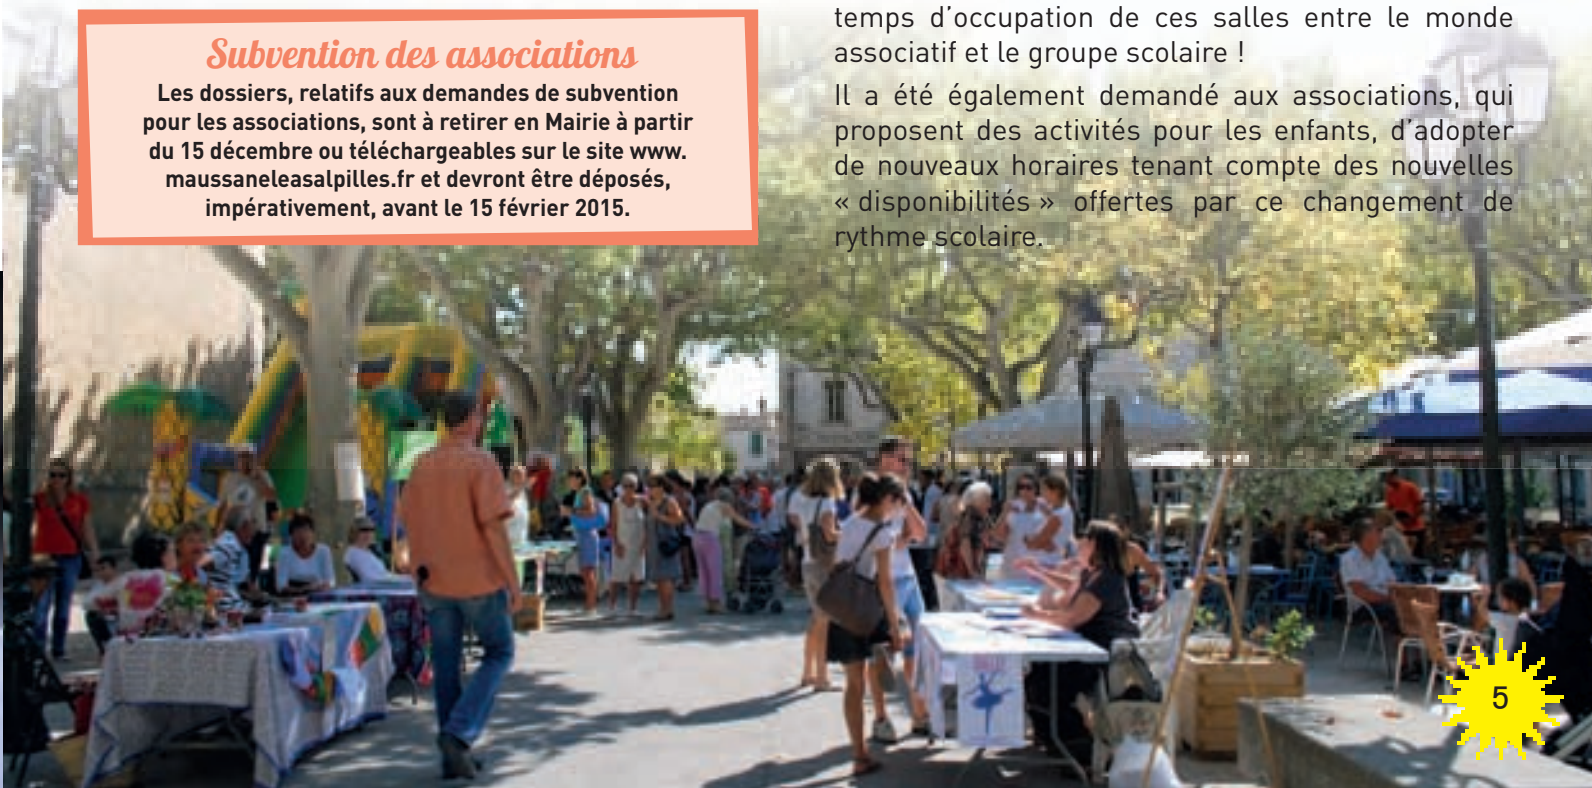 Subvention des associations
Les dossiers, relatifs aux demandes de subvention
pour les associations, sont à retirer en Mairie à partir
du 15 décembre ou téléchargeables sur le site www.
maussaneleasalpilles.fr et devront être déposés,
impérativement, avant le 15 février 2015.
temps d’occupation de ces salles entre le monde
associatif et le groupe scolaire !
Il a été également demandé aux associations, qui
proposent des activités pour les enfants, d’adopter
de nouveaux horaires tenant compte des nouvelles
« disponibilités » offertes par ce changement de
rythme scolaire.
5